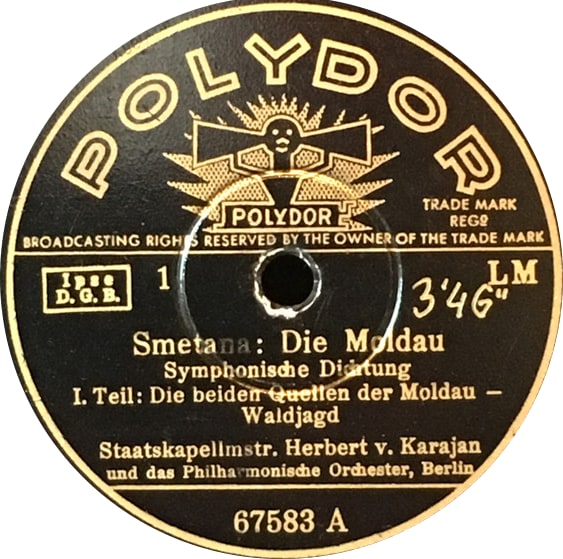 POLYDOR
POLYDOR
TRADE MARK
REGD
BROADCASTING RIGHTS RESERVED BY THE OWNER OF THE TRADE MARK
Ipse
D. G. B.
1
LM
3'46"
Smetana: Die Moldau
Symphonische Dichtung
I. Teil: Die beiden Quellen der Moldau –
Waldjagd
Staatskapellmstr. Herbert v. Karajan
und das Philharmonische Orchester, Berlin
67583 A